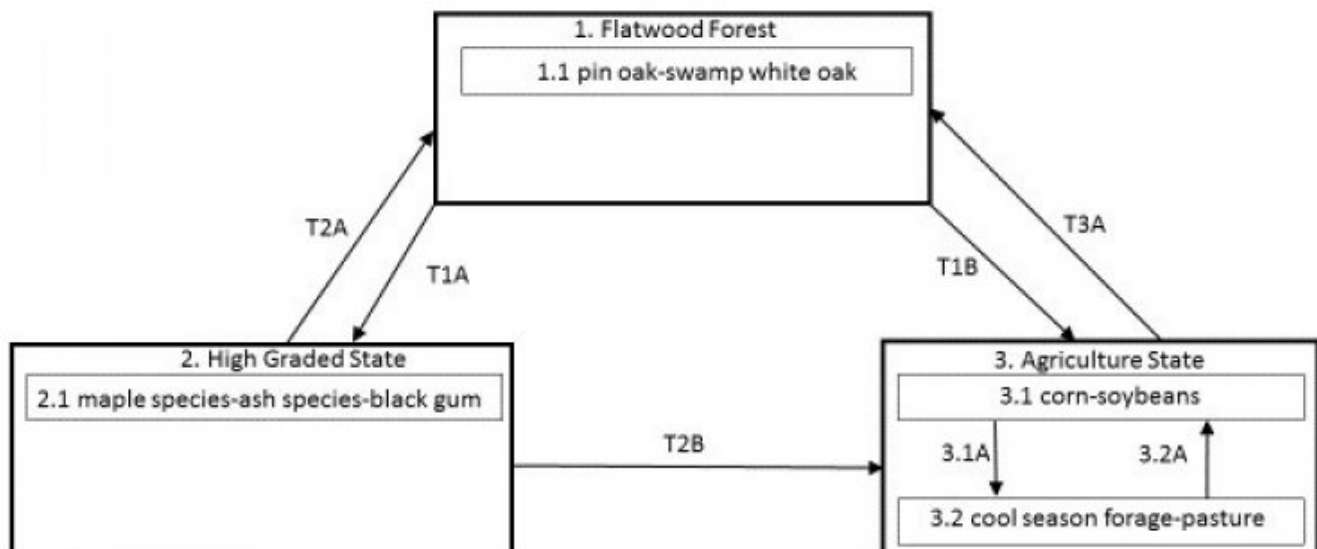 1. Flatwood Forest
1.1 pin oak-swamp white oak
T2A
T1A
T1B
T3A
2. High Graded State
2.1 maple species-ash species-black gum
T2B
3. Agriculture State
3.1 corn-soybeans
3.1A
3.2A
3.2 cool season forage-pasture